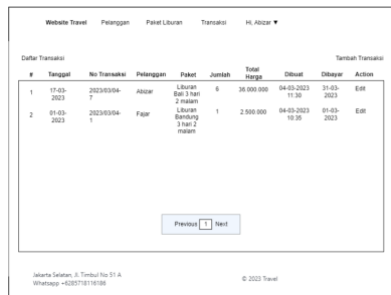 Website Travel Pelanggan Paket Liburan Transaksi Hi, Abizar ▼
Daftar Transaksi Tambah Transaksi
# Tanggal No Transaksi Pelanggan Paket Jumlah Total Harga Dibuat Dibayar Action
1 17-03-2023 2023/03/04-7 Abizar Liburan Bali 3 hari 2 malam 6 36.000.000 04-03-2023 11:30 31-03-2023 Edit
2 01-03-2023 2023/03/04-1 Fajar Liburan Bandung 3 hari 2 malam 1 2.500.000 04-03-2023 10:35 01-03-2023 Edit
Previous 1 Next
Jakarta Selatan, Jl. Timbul No 51 A
Whatsapp +6285718116186
© 2023 Travel